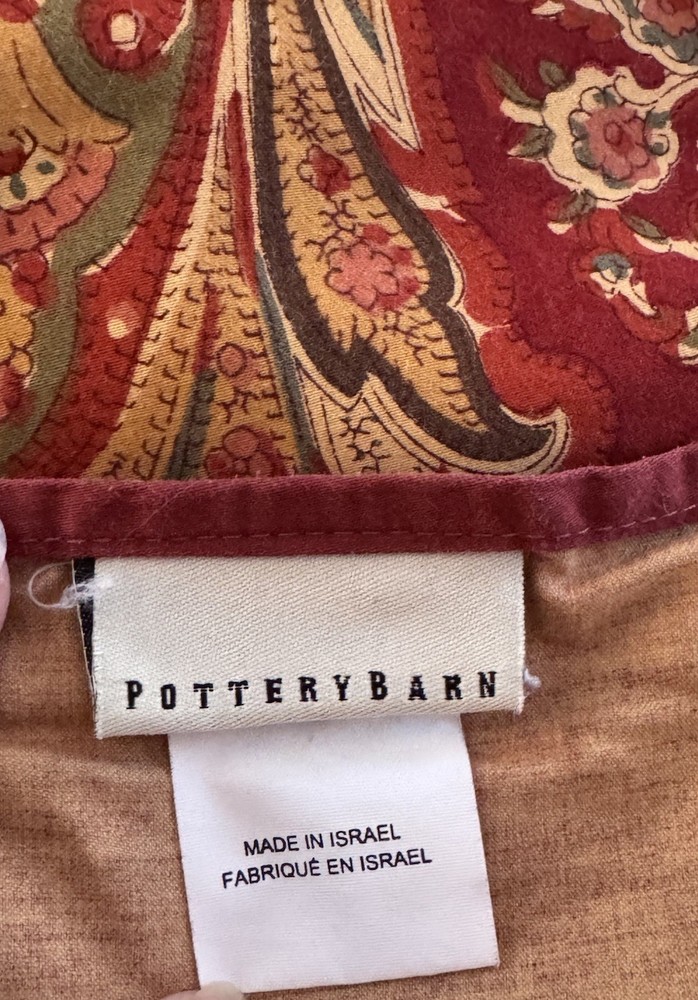 POTTERYBARN
MADE IN ISRAEL
FABRIQUÉ EN ISRAEL